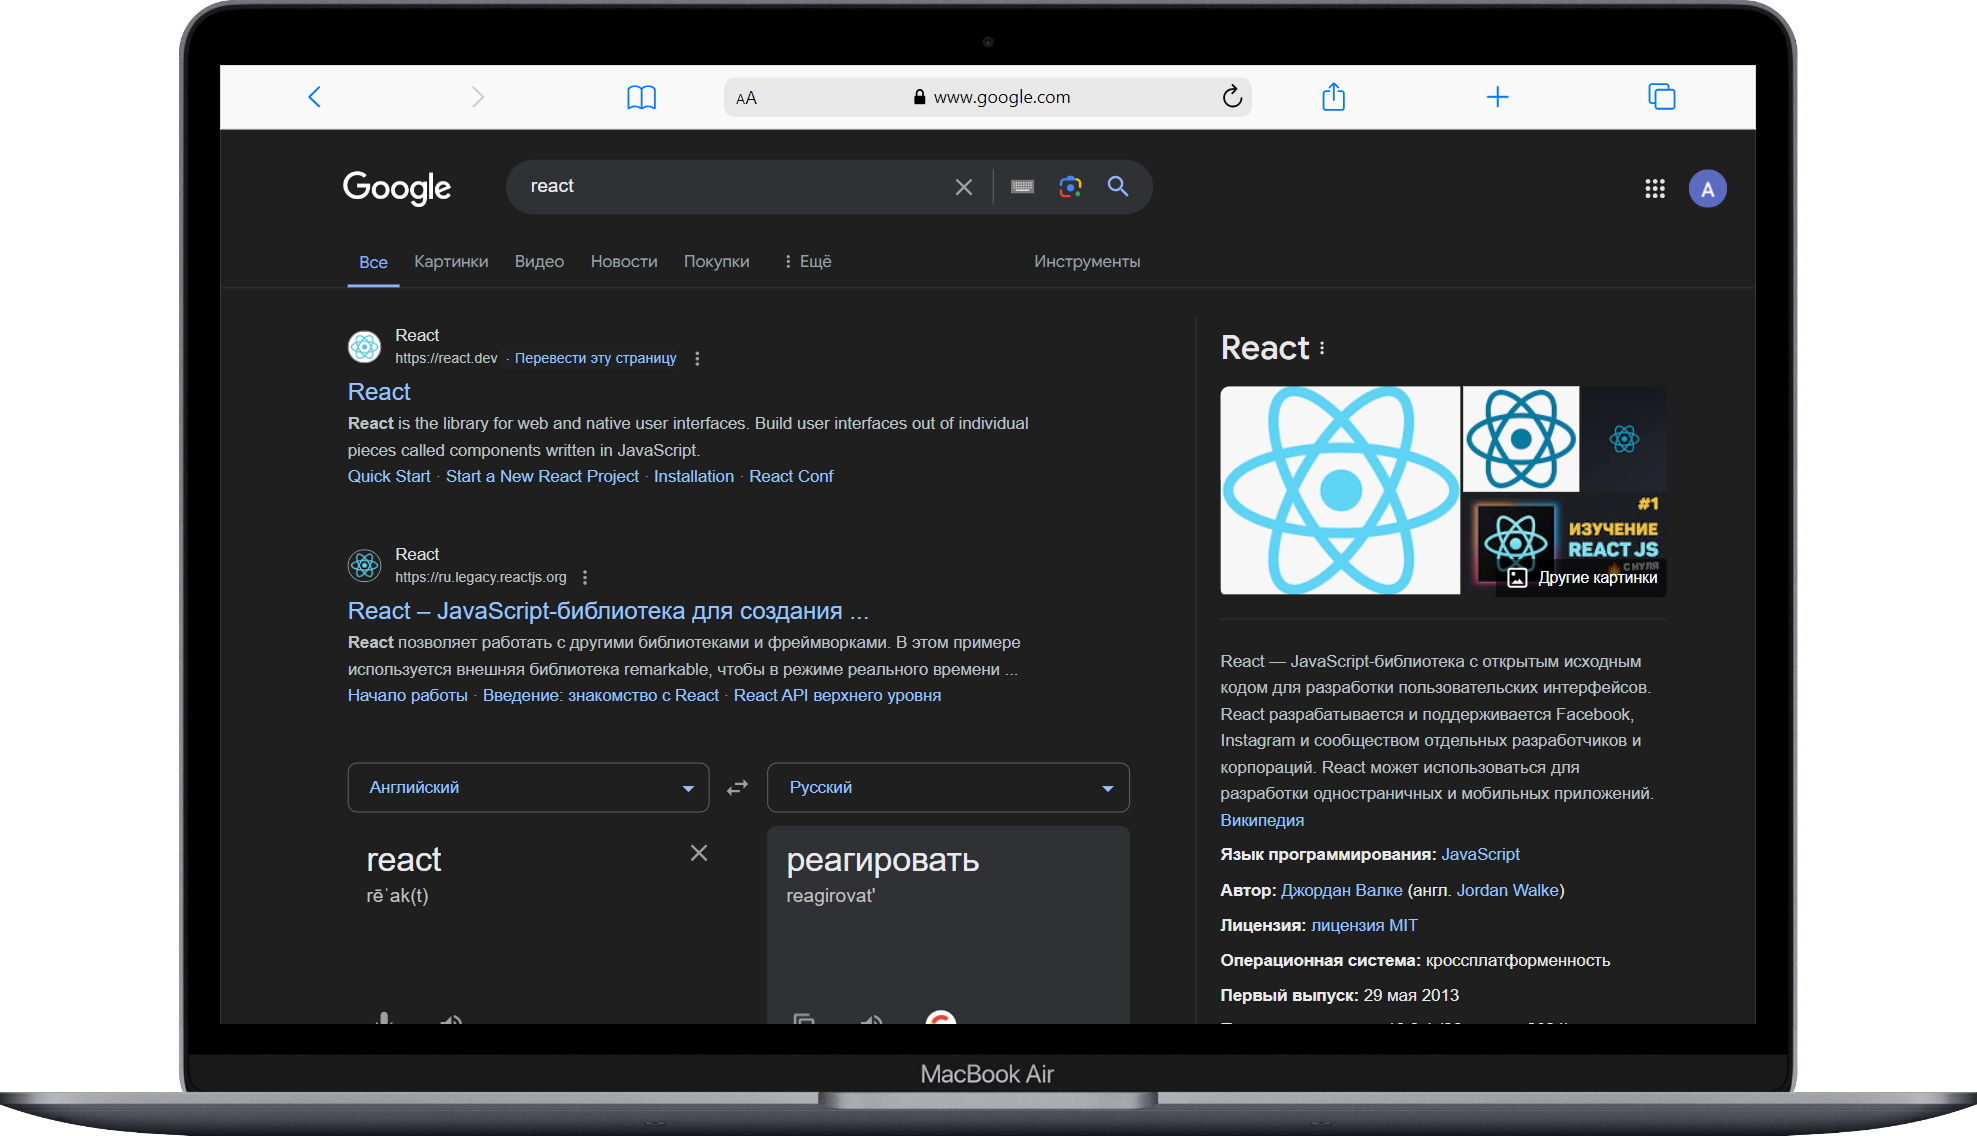 AA
www.google.com
Google
react
A
Все
Картинки
Видео
Новости
Покупки
Ещё
Инструменты
React
https://react.dev · Перевести эту страницу
React
React is the library for web and native user interfaces. Build user interfaces out of individual
pieces called components written in JavaScript.
Quick Start · Start a New React Project · Installation · React Conf
React
https://ru.legacy.reactjs.org
React – JavaScript-библиотека для создания ...
React позволяет работать с другими библиотеками и фреймворками. В этом примере
используется внешняя библиотека remarkable, чтобы в режиме реального времени ...
Начало работы · Введение: знакомство с React · React API верхнего уровня
Английский
Русский
react
rē'ak(t)
реагировать
reagirovat'
React
#1
ИЗУЧЕНИЕ
REACT JS
С НУЛЯ
Другие картинки
React — JavaScript-библиотека с открытым исходным
кодом для разработки пользовательских интерфейсов.
React разрабатывается и поддерживается Facebook,
Instagram и сообществом отдельных разработчиков и
корпораций. React может использоваться для
разработки одностраничных и мобильных приложений.
Википедия
Язык программирования: JavaScript
Автор: Джордан Валке (англ. Jordan Walke)
Лицензия: лицензия MIT
Операционная система: кроссплатформенность
Первый выпуск: 29 мая 2013
MacBook Air